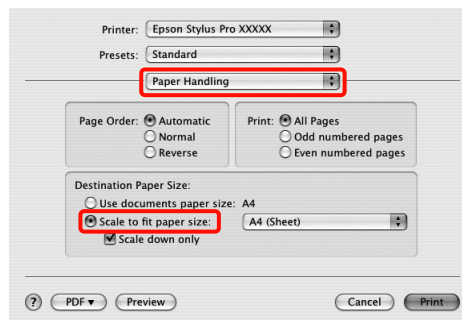 Printer: Epson Stylus Pro XXXXX
Presets: Standard
Paper Handling
Page Order: Automatic
Normal
Reverse
Print: All Pages
Odd numbered pages
Even numbered pages
Destination Paper Size:
Use documents paper size: A4
Scale to fit paper size: A4 (Sheet)
Scale down only
? PDF Preview Cancel Print